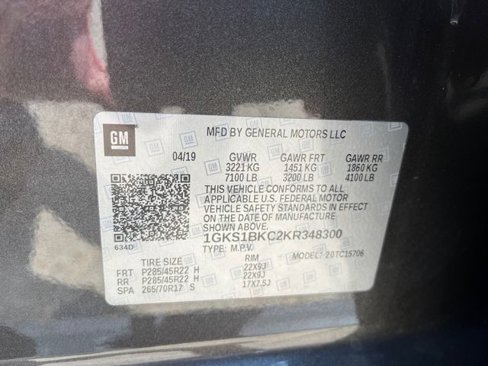 GM
MFD BY GENERAL MOTORS LLC
04/19 GVWR GAWR FRT GAWR RR
3221 KG 1451 KG 1860 KG
7100 LB 3200 LB 4100 LB
THIS VEHICLE CONFORMS TO ALL
APPLICABLE U.S. FEDERAL MOTOR
VEHICLE SAFETY STANDARDS IN EFFECT
ON THE DATE OF MANUFACTURE
SHOWN ABOVE.
1GKS1BKC2KR348300
634D TYPE: M.P.V. MODEL:
TIRE SIZE RIM
FRT P285/45R22 H 22X9J
RR P285/45R22 H 22X9J
SPA 265/70R17 S 17X7.5J